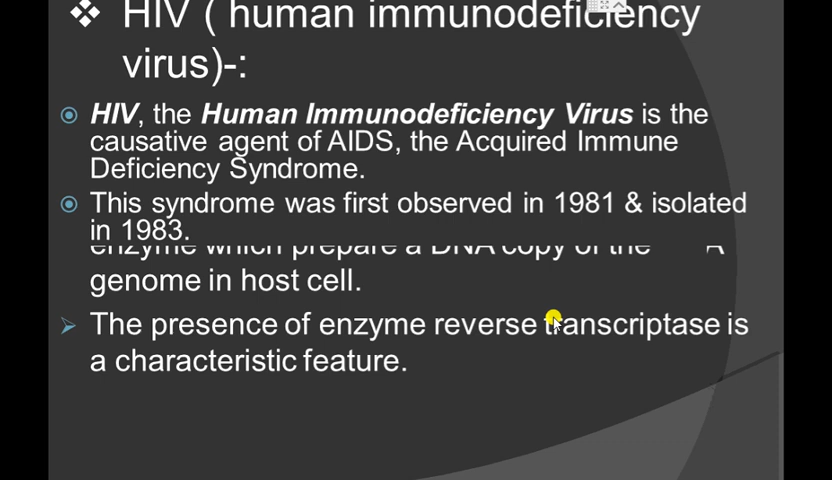 ❖ HIV ( human immunodeficiency
virus)-:
HIV, the Human Immunodeficiency Virus is the
causative agent of AIDS, the Acquired Immune
Deficiency Syndrome.
This syndrome was first observed in 1981 & isolated
in 1983.
enzyme which prepare a DNA copy of the
genome in host cell.
➢ The presence of enzyme reverse transcriptase is
a characteristic feature.